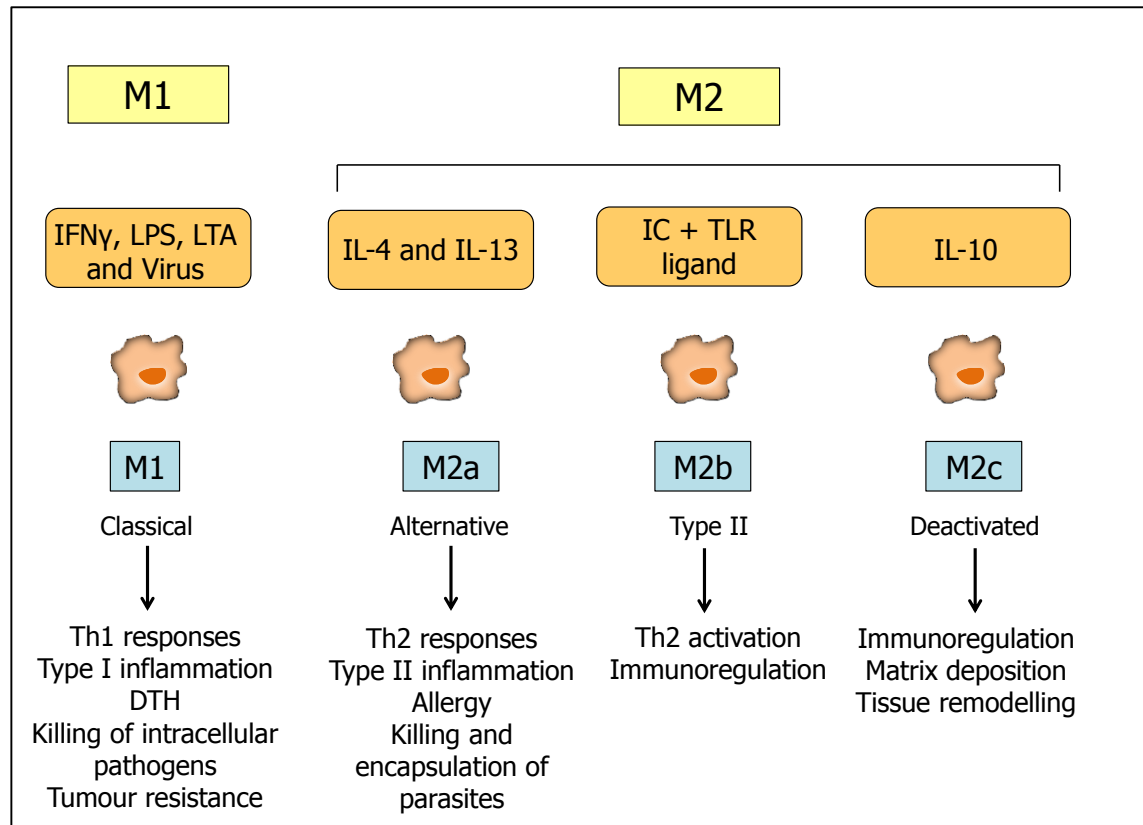 M1
M2
IFNγ, LPS, LTA
and Virus
IL-4 and IL-13
IC + TLR
ligand
IL-10
M1
M2a
M2b
M2c
Classical
Alternative
Type II
Deactivated
Th1 responses
Type I inflammation
DTH
Killing of intracellular
pathogens
Tumour resistance
Th2 responses
Type II inflammation
Allergy
Killing and
encapsulation of
parasites
Th2 activation
Immunoregulation
Immunoregulation
Matrix deposition
Tissue remodelling